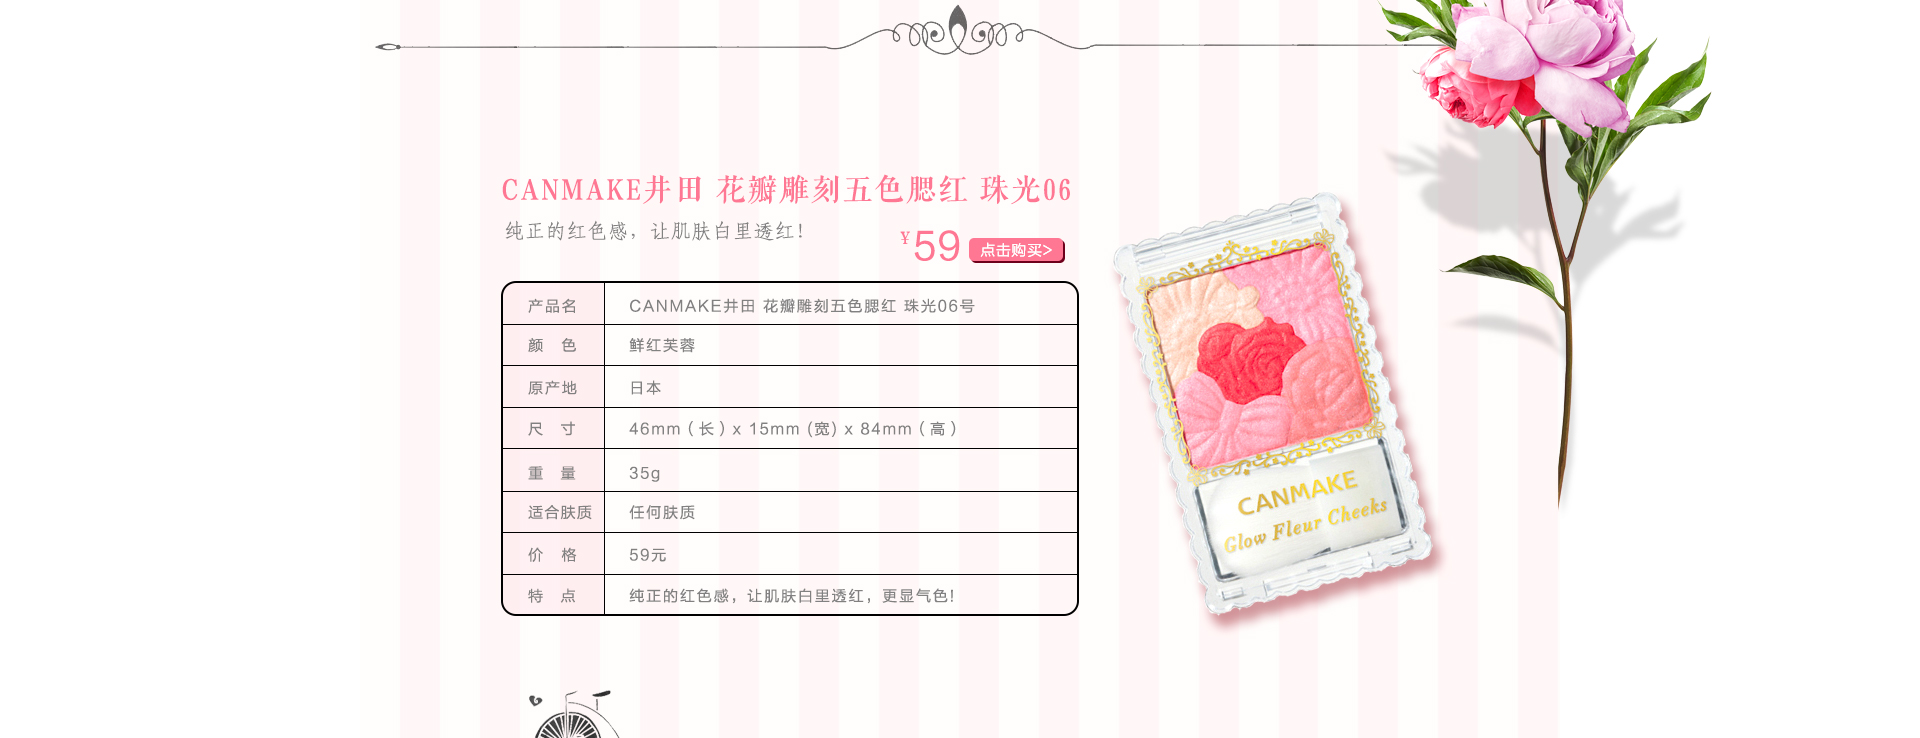 CANMAKE井田 花瓣雕刻五色腮红 珠光06
纯正的红色感，让肌肤白里透红！
¥59 点击购买>
产品名 CANMAKE井田 花瓣雕刻五色腮红 珠光06号
颜 色 鲜红芙蓉
原产地 日本
尺 寸 46mm ( 长 ) x 15mm (宽) x 84mm ( 高 )
重 量 35g
适合肤质 任何肤质
价 格 59元
特 点 纯正的红色感，让肌肤白里透红，更显气色!
CANMAKE
Glow Fleur Cheeks